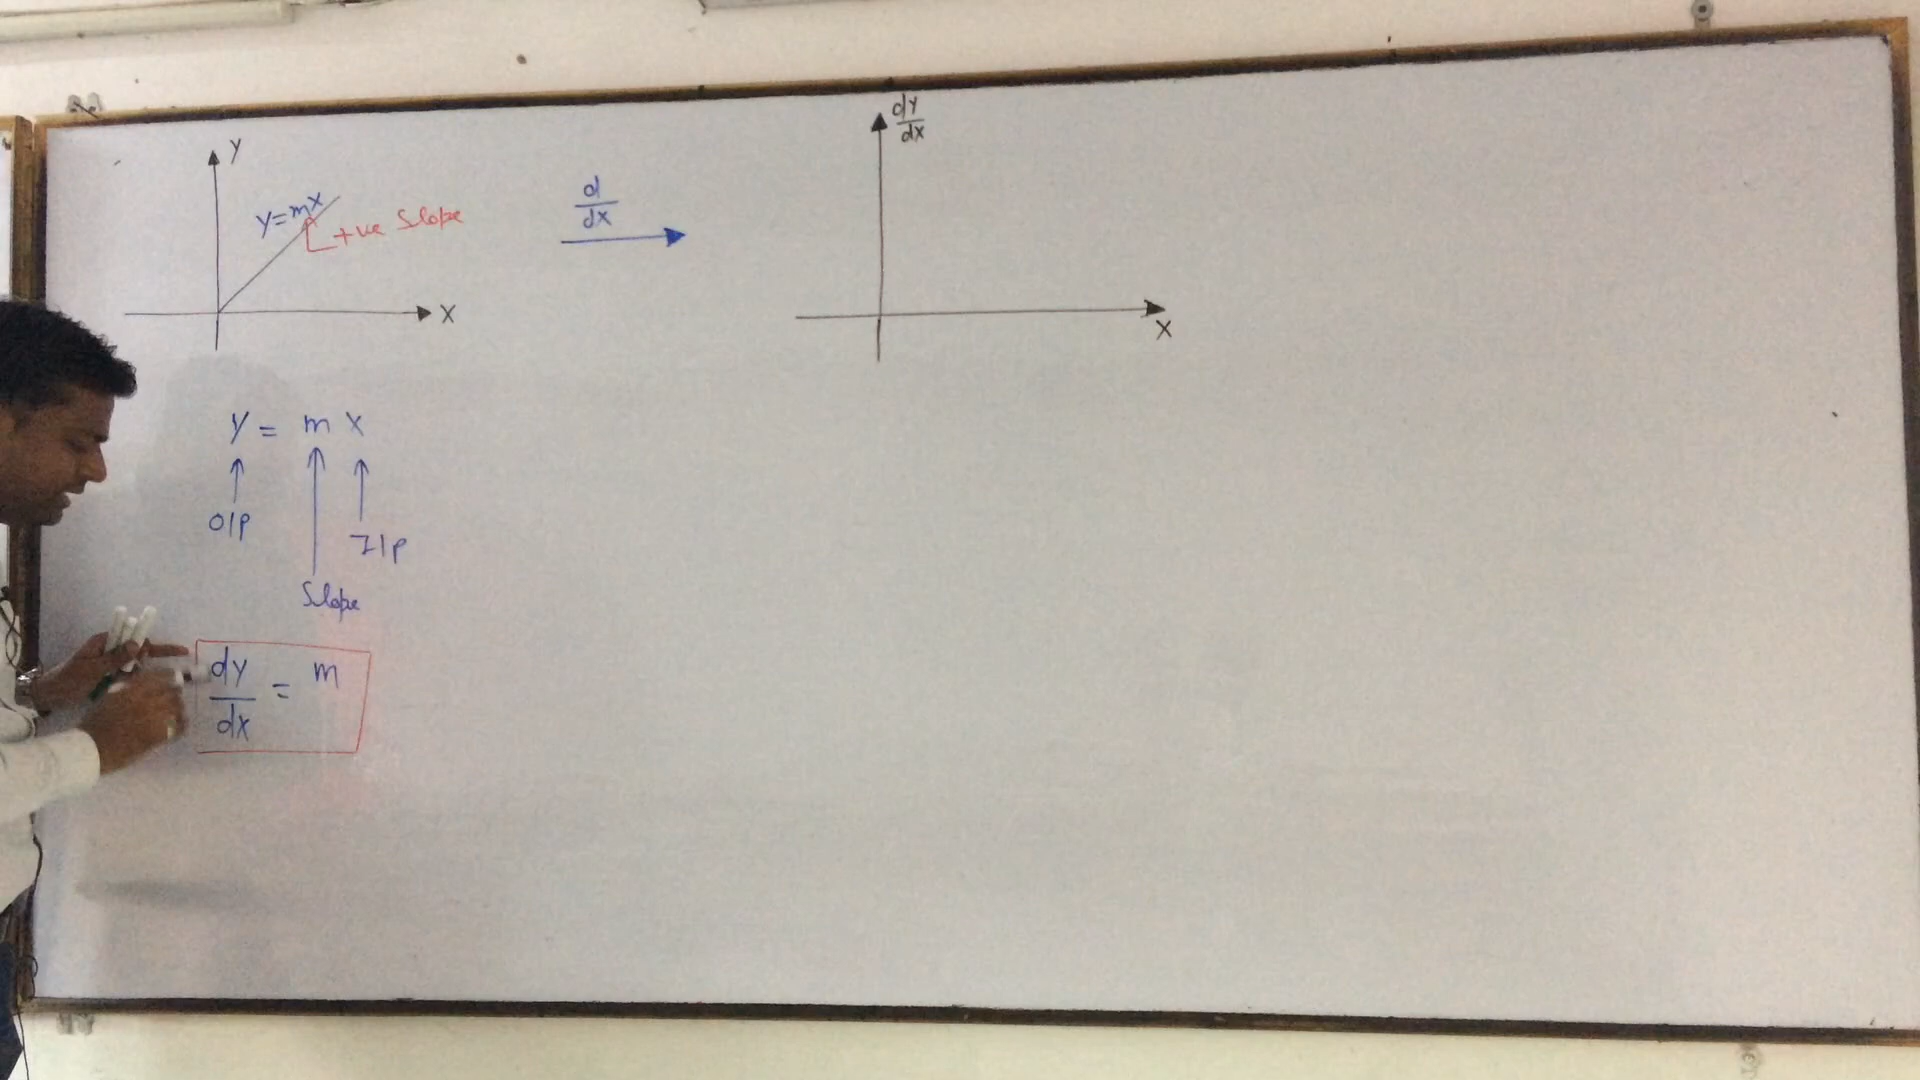 Y
Y=mX
+ve Slope
X
d
dx
dY
dx
X
Y = m X
O/P
I/P
Slope
dy
dx
= m